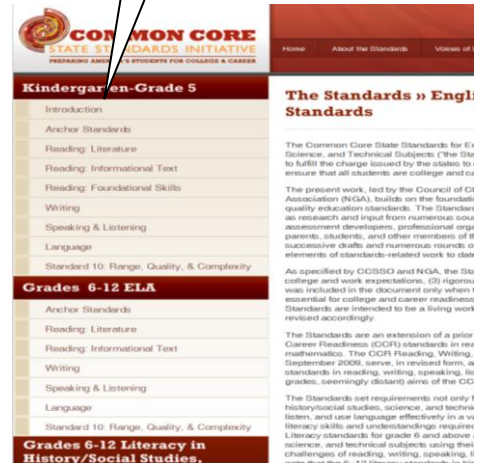 COMMON CORE
STATE STANDARDS INITIATIVE
PREPARING AMERICA'S STUDENTS FOR COLLEGE & CAREER
Home About the Standards Voices of
Kindergarten-Grade 5
Introduction
Anchor Standards
Reading: Literature
Reading: Informational Text
Reading: Foundational Skills
Writing
Speaking & Listening
Language
Standard 10: Range, Quality, & Complexity
Grades 6-12 ELA
Anchor Standards
Reading: Literature
Reading: Informational Text
Writing
Speaking & Listening
Language
Standard 10: Range, Quality, & Complexity
Grades 6-12 Literacy in
History/Social Studies,
The Standards » Engli
Standards
The Common Core State Standards for E
Science, and Technical Subjects ("the Sta
to fulfill the charge issued by the states to
ensure that all students are college and ca
The present work, led by the Council of C
Association (NGA), builds on the foundatio
quality education standards. The Standar
as research and input from numerous sou
assessment developers, professional orga
parents, students, and other members of t
successive drafts and numerous rounds o
elements of standards-related work to date
As specified by CCSSO and NGA, the Sta
college and work expectations, (3) rigorou
was included in the document only when
essential for college and career readiness
Standards are intended to be a living work
revised accordingly.
The Standards are an extension of a prior
Career Readiness (CCR) standards in rea
mathematics. The CCR Reading, Writing,
September 2009, serve, in revised form, a
standards in reading, writing, speaking, lis
grades, seemingly distant) aims of the CC
The Standards set requirements not only f
history/social studies, science, and techni
listen, and use language effectively in a va
literacy skills and understandings required
Literacy standards for grade 6 and above
science, and technical subjects using thei
challenges of reading, writing, speaking, li